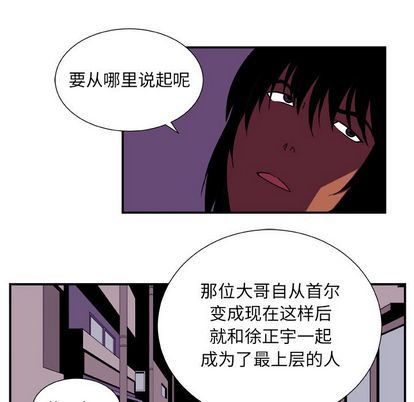 要从哪里说起呢
那位大哥自从首尔
变成现在这样后
就和徐正宇一起
成为了最上层的人